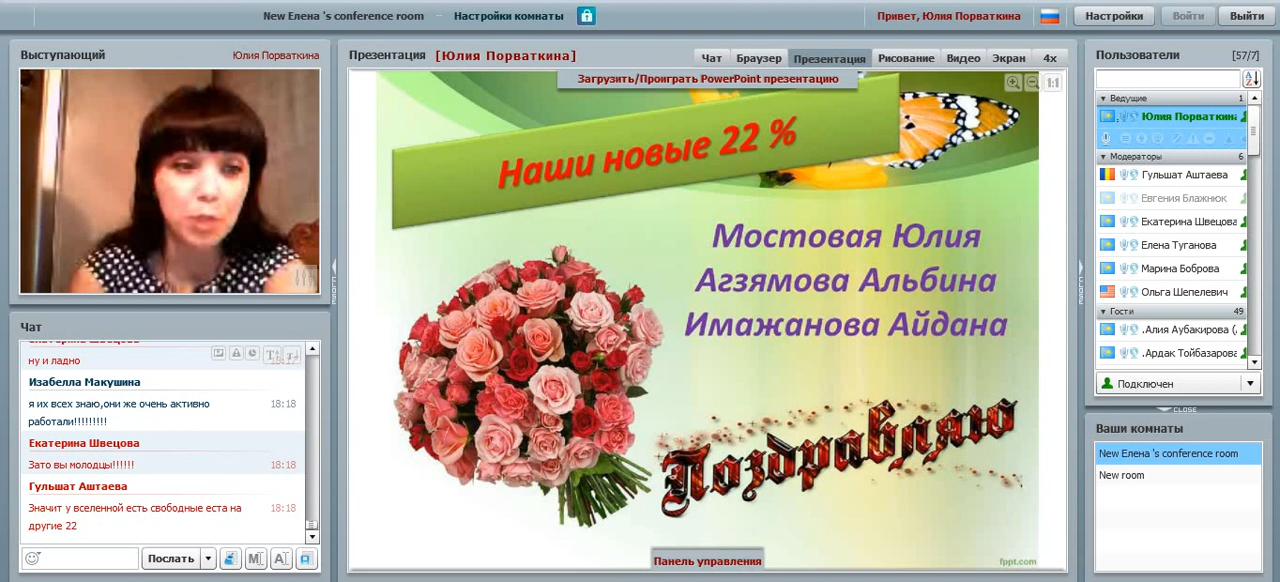 New Елена 's conference room
Настройки комнаты
Привет, Юлия Порваткина
Настройки
Войти
Выйти
Выступающий
Юлия Порваткина
Чат
ну и ладно
Изабелла Макушина
я их всех знаю,они же очень активно
18:18
работали!!!!!!!!!
Екатерина Швецова
Зато вы молодцы!!!!!!
18:18
Гульшат Аштаева
Значит у вселенной есть свободные еста на
18:18
другие 22
Послать
Презентация [Юлия Порваткина]
Чат
Браузер
Презентация
Рисование
Видео
Экран
4x
Загрузить/Проиграть PowerPoint презентацию
1:1
Наши новые 22 %
Мостовая Юлия
Агзямова Альбина
Имажанова Айдана
Поздравляю
fppt.com
Панель управления
Пользователи
[57/7]
Ведущие 1
Юлия Порваткина
Модераторы 6
Гульшат Аштаева
Евгения Блажнюк
Екатерина Швецова
Елена Туганова
Марина Боброва
Ольга Шепелевич
Гости 49
.Алия Аубакирова (
.Ардак Тойбазарова
Подключен
CLOSE
Ваши комнаты
New Елена 's conference room
New room